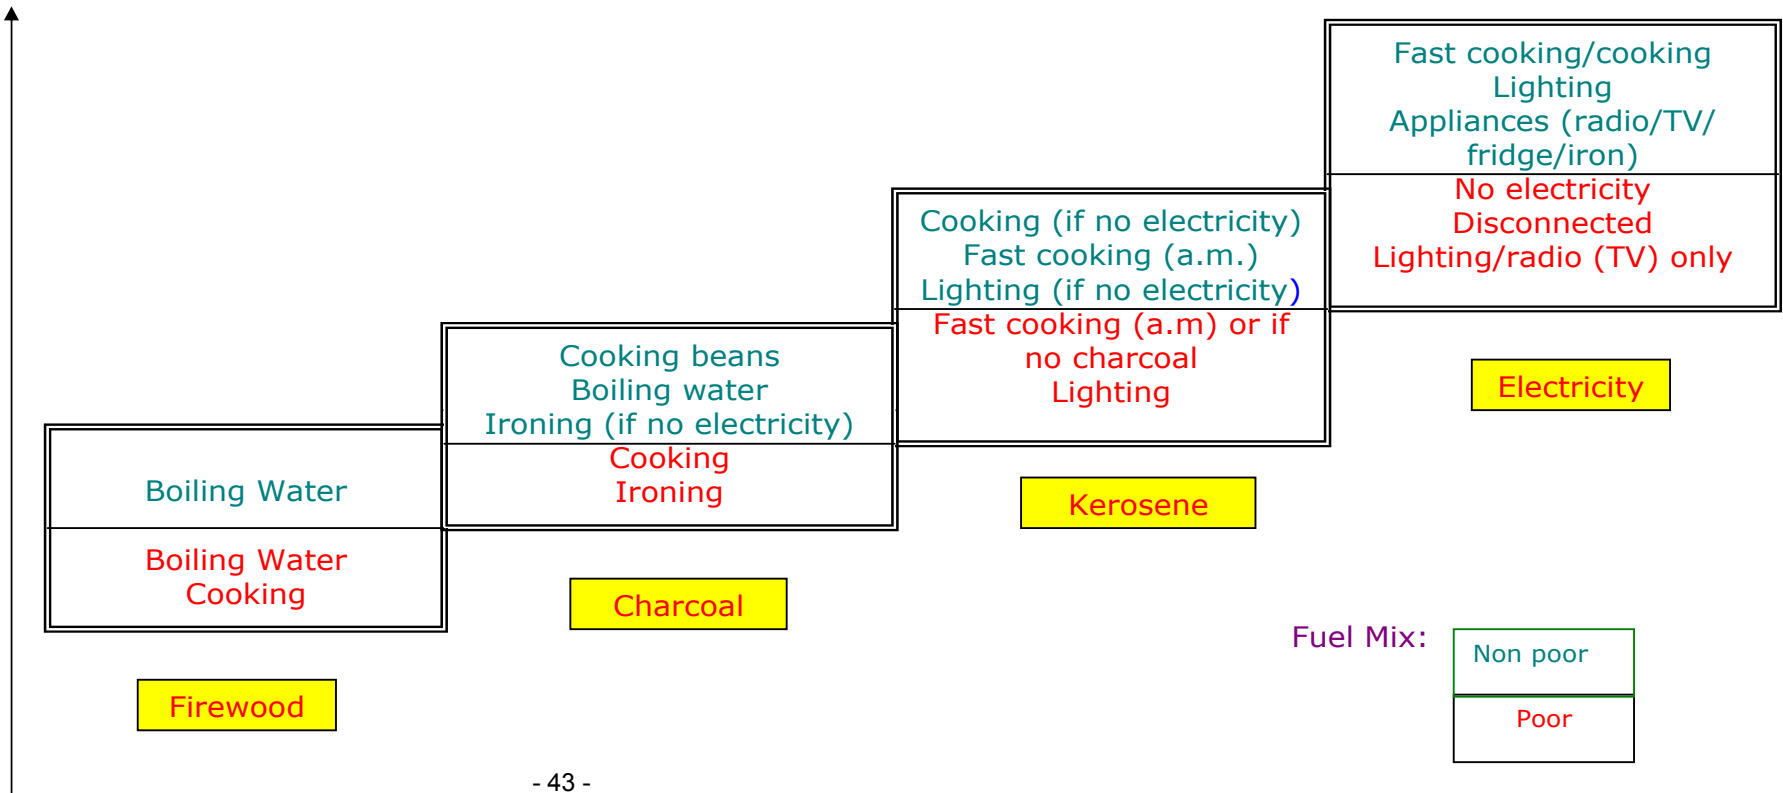 Fast cooking/cooking
Lighting
Appliances (radio/TV/
fridge/iron)
No electricity
Disconnected
Lighting/radio (TV) only
Electricity
Cooking (if no electricity)
Fast cooking (a.m.)
Lighting (if no electricity)
Fast cooking (a.m) or if
no charcoal
Lighting
Kerosene
Cooking beans
Boiling water
Ironing (if no electricity)
Cooking
Ironing
Charcoal
Boiling Water
Boiling Water
Cooking
Firewood
Fuel Mix:
Non poor
Poor
- 43 -